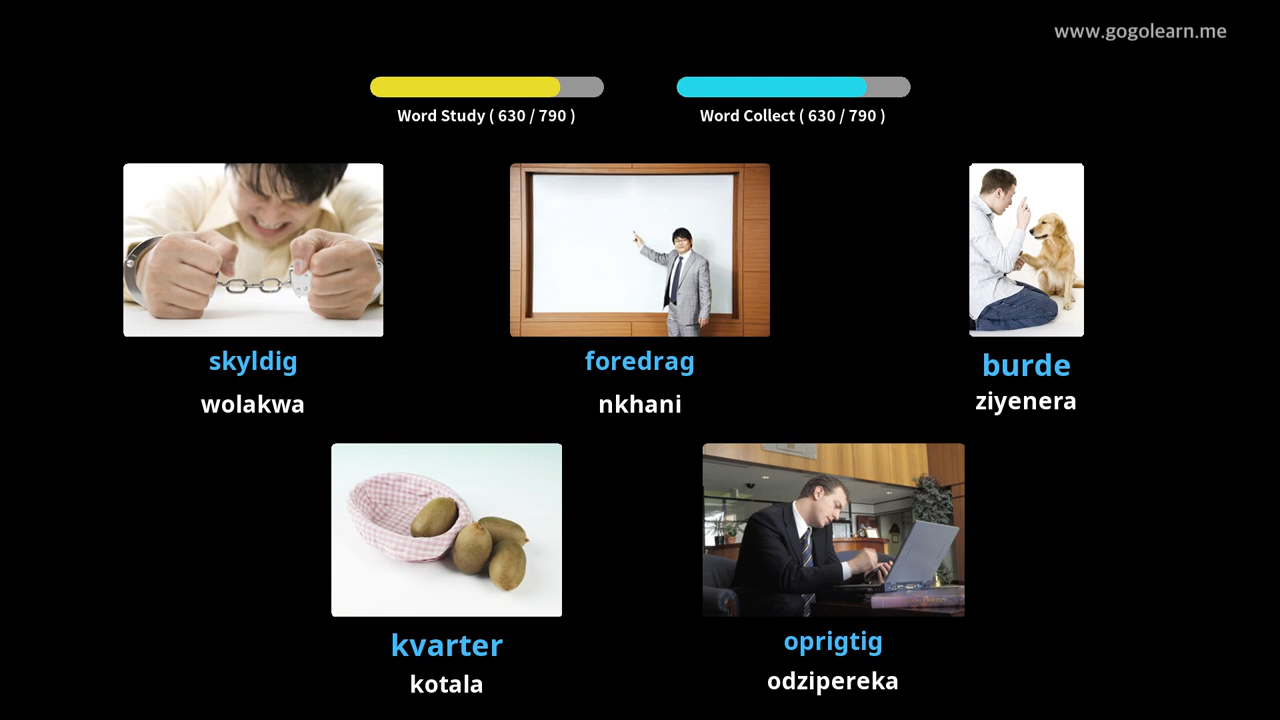 www.gogolearn.me
Word Study ( 630 / 790 )
Word Collect ( 630 / 790 )
skyldig
wolakwa
foredrag
nkhani
burde
ziyenera
kvarter
kotala
oprigtig
odzipereka